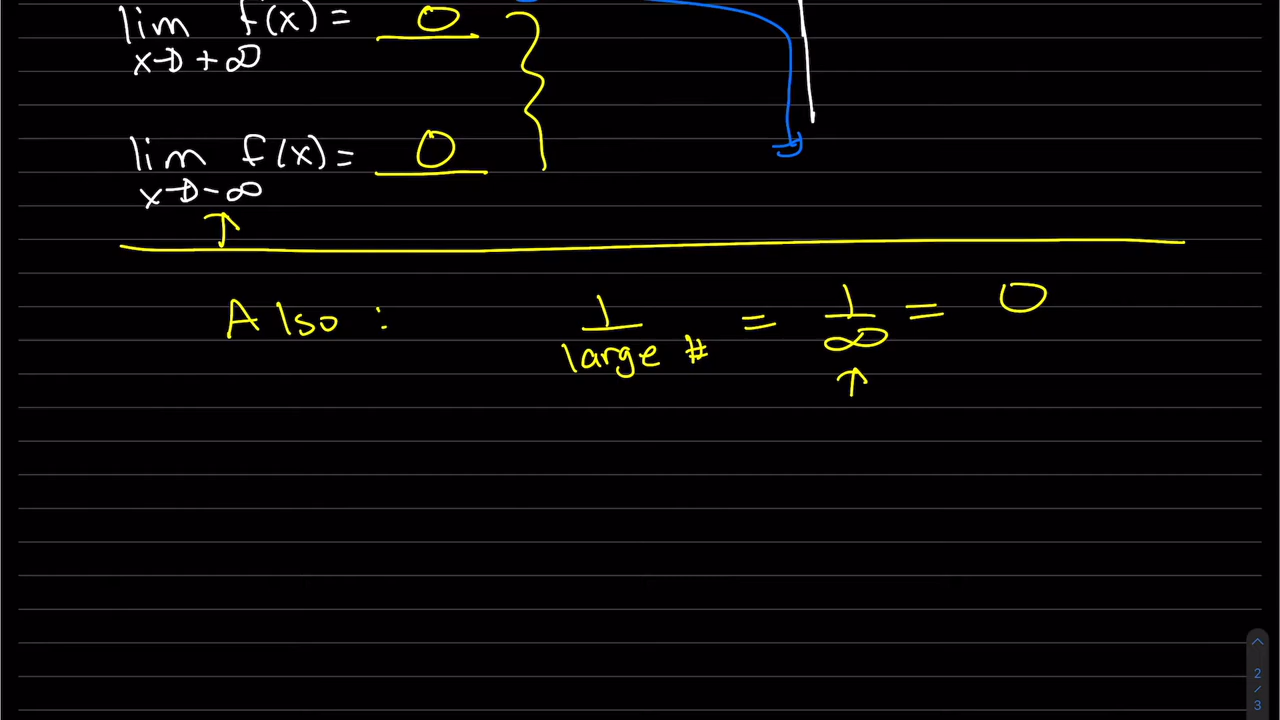 lim f(x) = 0
x→+∞
lim f(x) = 0
x→-∞
Also : 1/large # = 1/∞ = 0
2/3